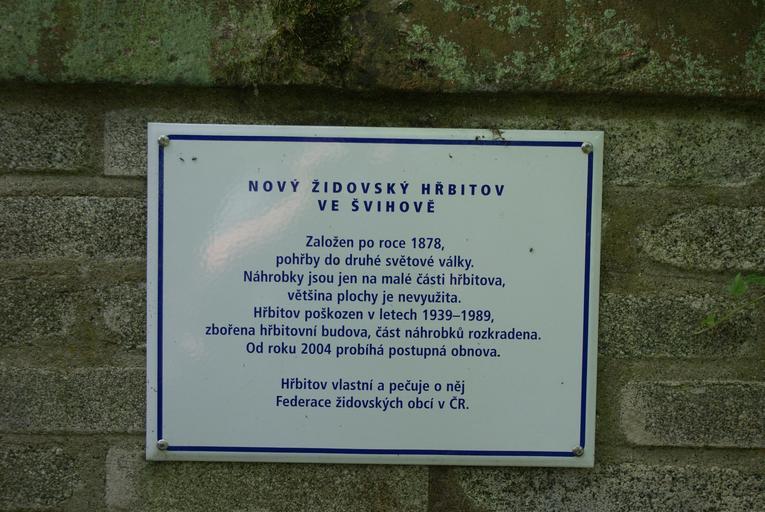 NOVÝ ŽIDOVSKÝ HŘBITOV
VE ŠVIHOVĚ
Založen po roce 1878,
pohřby do druhé světové války.
Náhrobky jsou jen na malé části hřbitova,
většina plochy je nevyužita.
Hřbitov poškozen v letech 1939–1989,
zbořena hřbitovní budova, část náhrobků rozkradena.
Od roku 2004 probíhá postupná obnova.
Hřbitov vlastní a pečuje o něj
Federace židovských obcí v ČR.